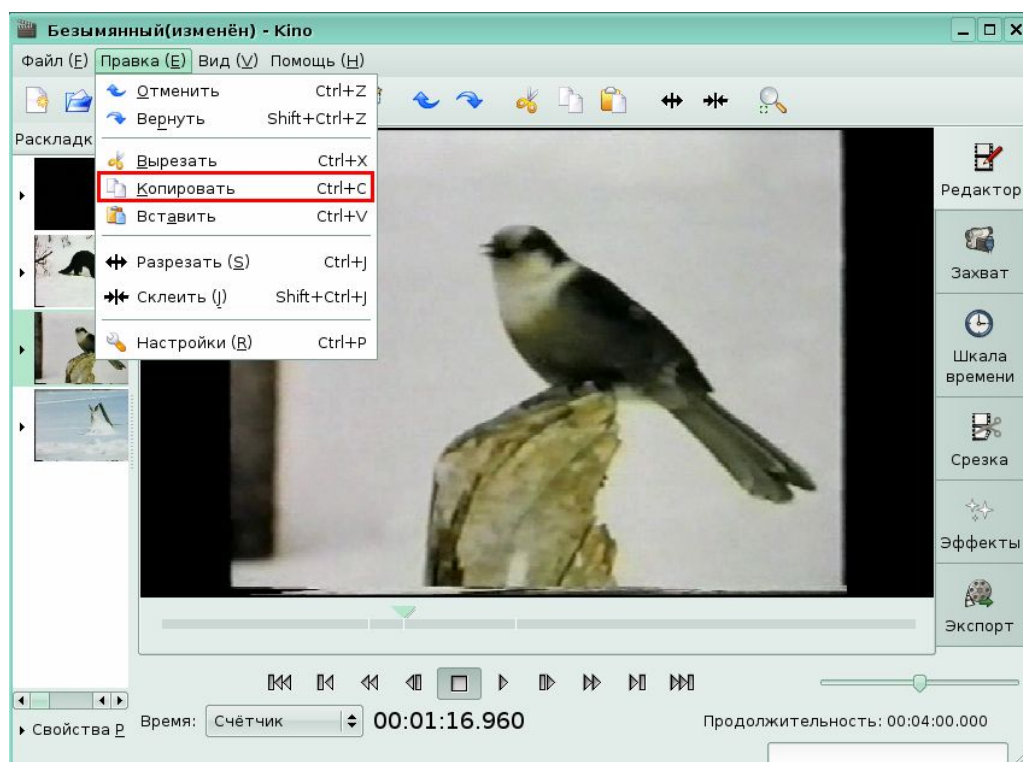 Безымянный(изменён) - Kino
Файл (F) Правка (E) Вид (V) Помощь (H)
Отменить Ctrl+Z
Вернуть Shift+Ctrl+Z
Вырезать Ctrl+X
Копировать Ctrl+C
Вставить Ctrl+V
Разрезать (S) Ctrl+J
Склеить (J) Shift+Ctrl+J
Настройки (R) Ctrl+P
Раскладк
Редактор
Захват
Шкала
времени
Срезка
Эффекты
Экспорт
Свойства P
Время: Счётчик 00:01:16.960 Продолжительность: 00:04:00.000